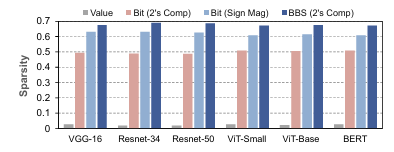 Value Bit (2's Comp) Bit (Sign Mag) BBS (2's Comp)
Sparsity
0.7
0.6
0.5
0.4
0.3
0.2
0.1
0
VGG-16 Resnet-34 Resnet-50 ViT-Small ViT-Base BERT